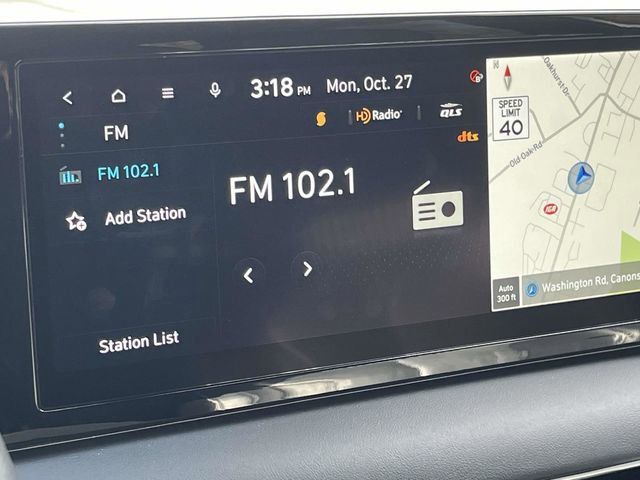 3:18 PM Mon, Oct. 27
FM
HD Radio
QLS
dts
FM 102.1
FM 102.1
Add Station
Station List
N
Oakhurst Dr
SPEED LIMIT
40
Old Oak Rd
IGA
Auto
300 ft
Washington Rd, Canons